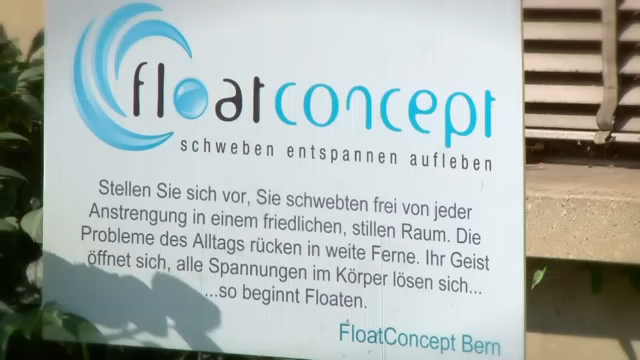 floatconcept
schweben entspannen aufleben
Stellen Sie sich vor, Sie schwebten frei von jeder
Anstrengung in einem friedlichen, stillen Raum. Die
Probleme des Alltags rücken in weite Ferne. Ihr Geist
öffnet sich, alle Spannungen im Körper lösen sich...
...so beginnt Floaten.
FloatConcept Bern